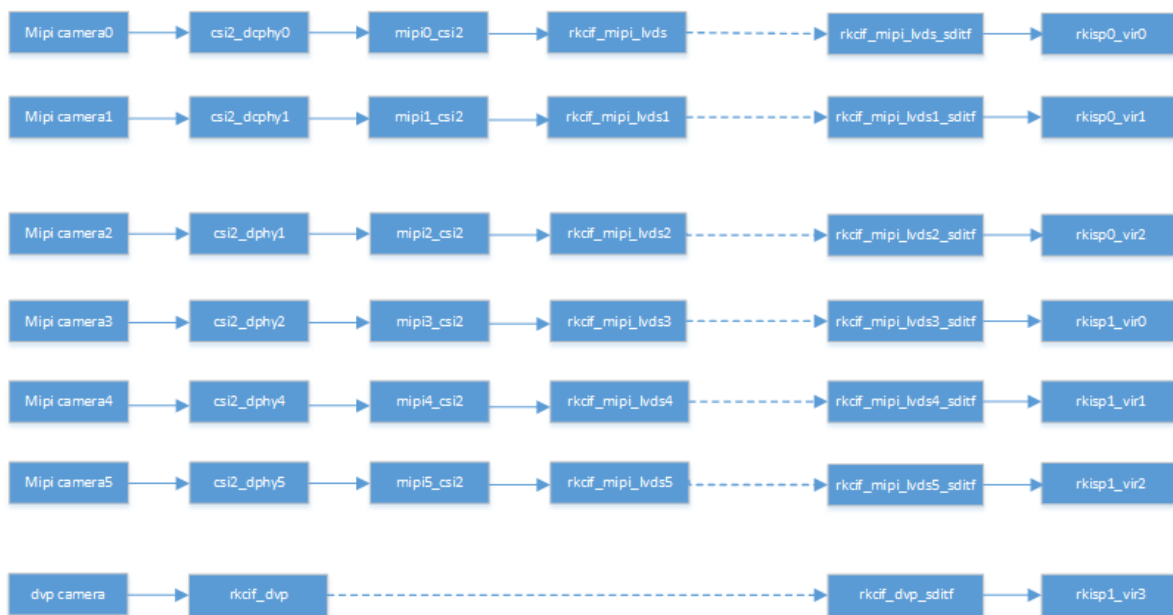 Mipi camera0 csi2_dcphy0 mipi0_csi2 rkcif_mipi_lvds rkcif_mipi_lvds_sditf rkisp0_vir0
Mipi camera1 csi2_dcphy1 mipi1_csi2 rkcif_mipi_lvds1 rkcif_mipi_lvds1_sditf rkisp0_vir1
Mipi camera2 csi2_dphy1 mipi2_csi2 rkcif_mipi_lvds2 rkcif_mipi_lvds2_sditf rkisp0_vir2
Mipi camera3 csi2_dphy2 mipi3_csi2 rkcif_mipi_lvds3 rkcif_mipi_lvds3_sditf rkisp1_vir0
Mipi camera4 csi2_dphy4 mipi4_csi2 rkcif_mipi_lvds4 rkcif_mipi_lvds4_sditf rkisp1_vir1
Mipi camera5 csi2_dphy5 mipi5_csi2 rkcif_mipi_lvds5 rkcif_mipi_lvds5_sditf rkisp1_vir2
dvp camera rkcif_dvp rkcif_dvp_sditf rkisp1_vir3